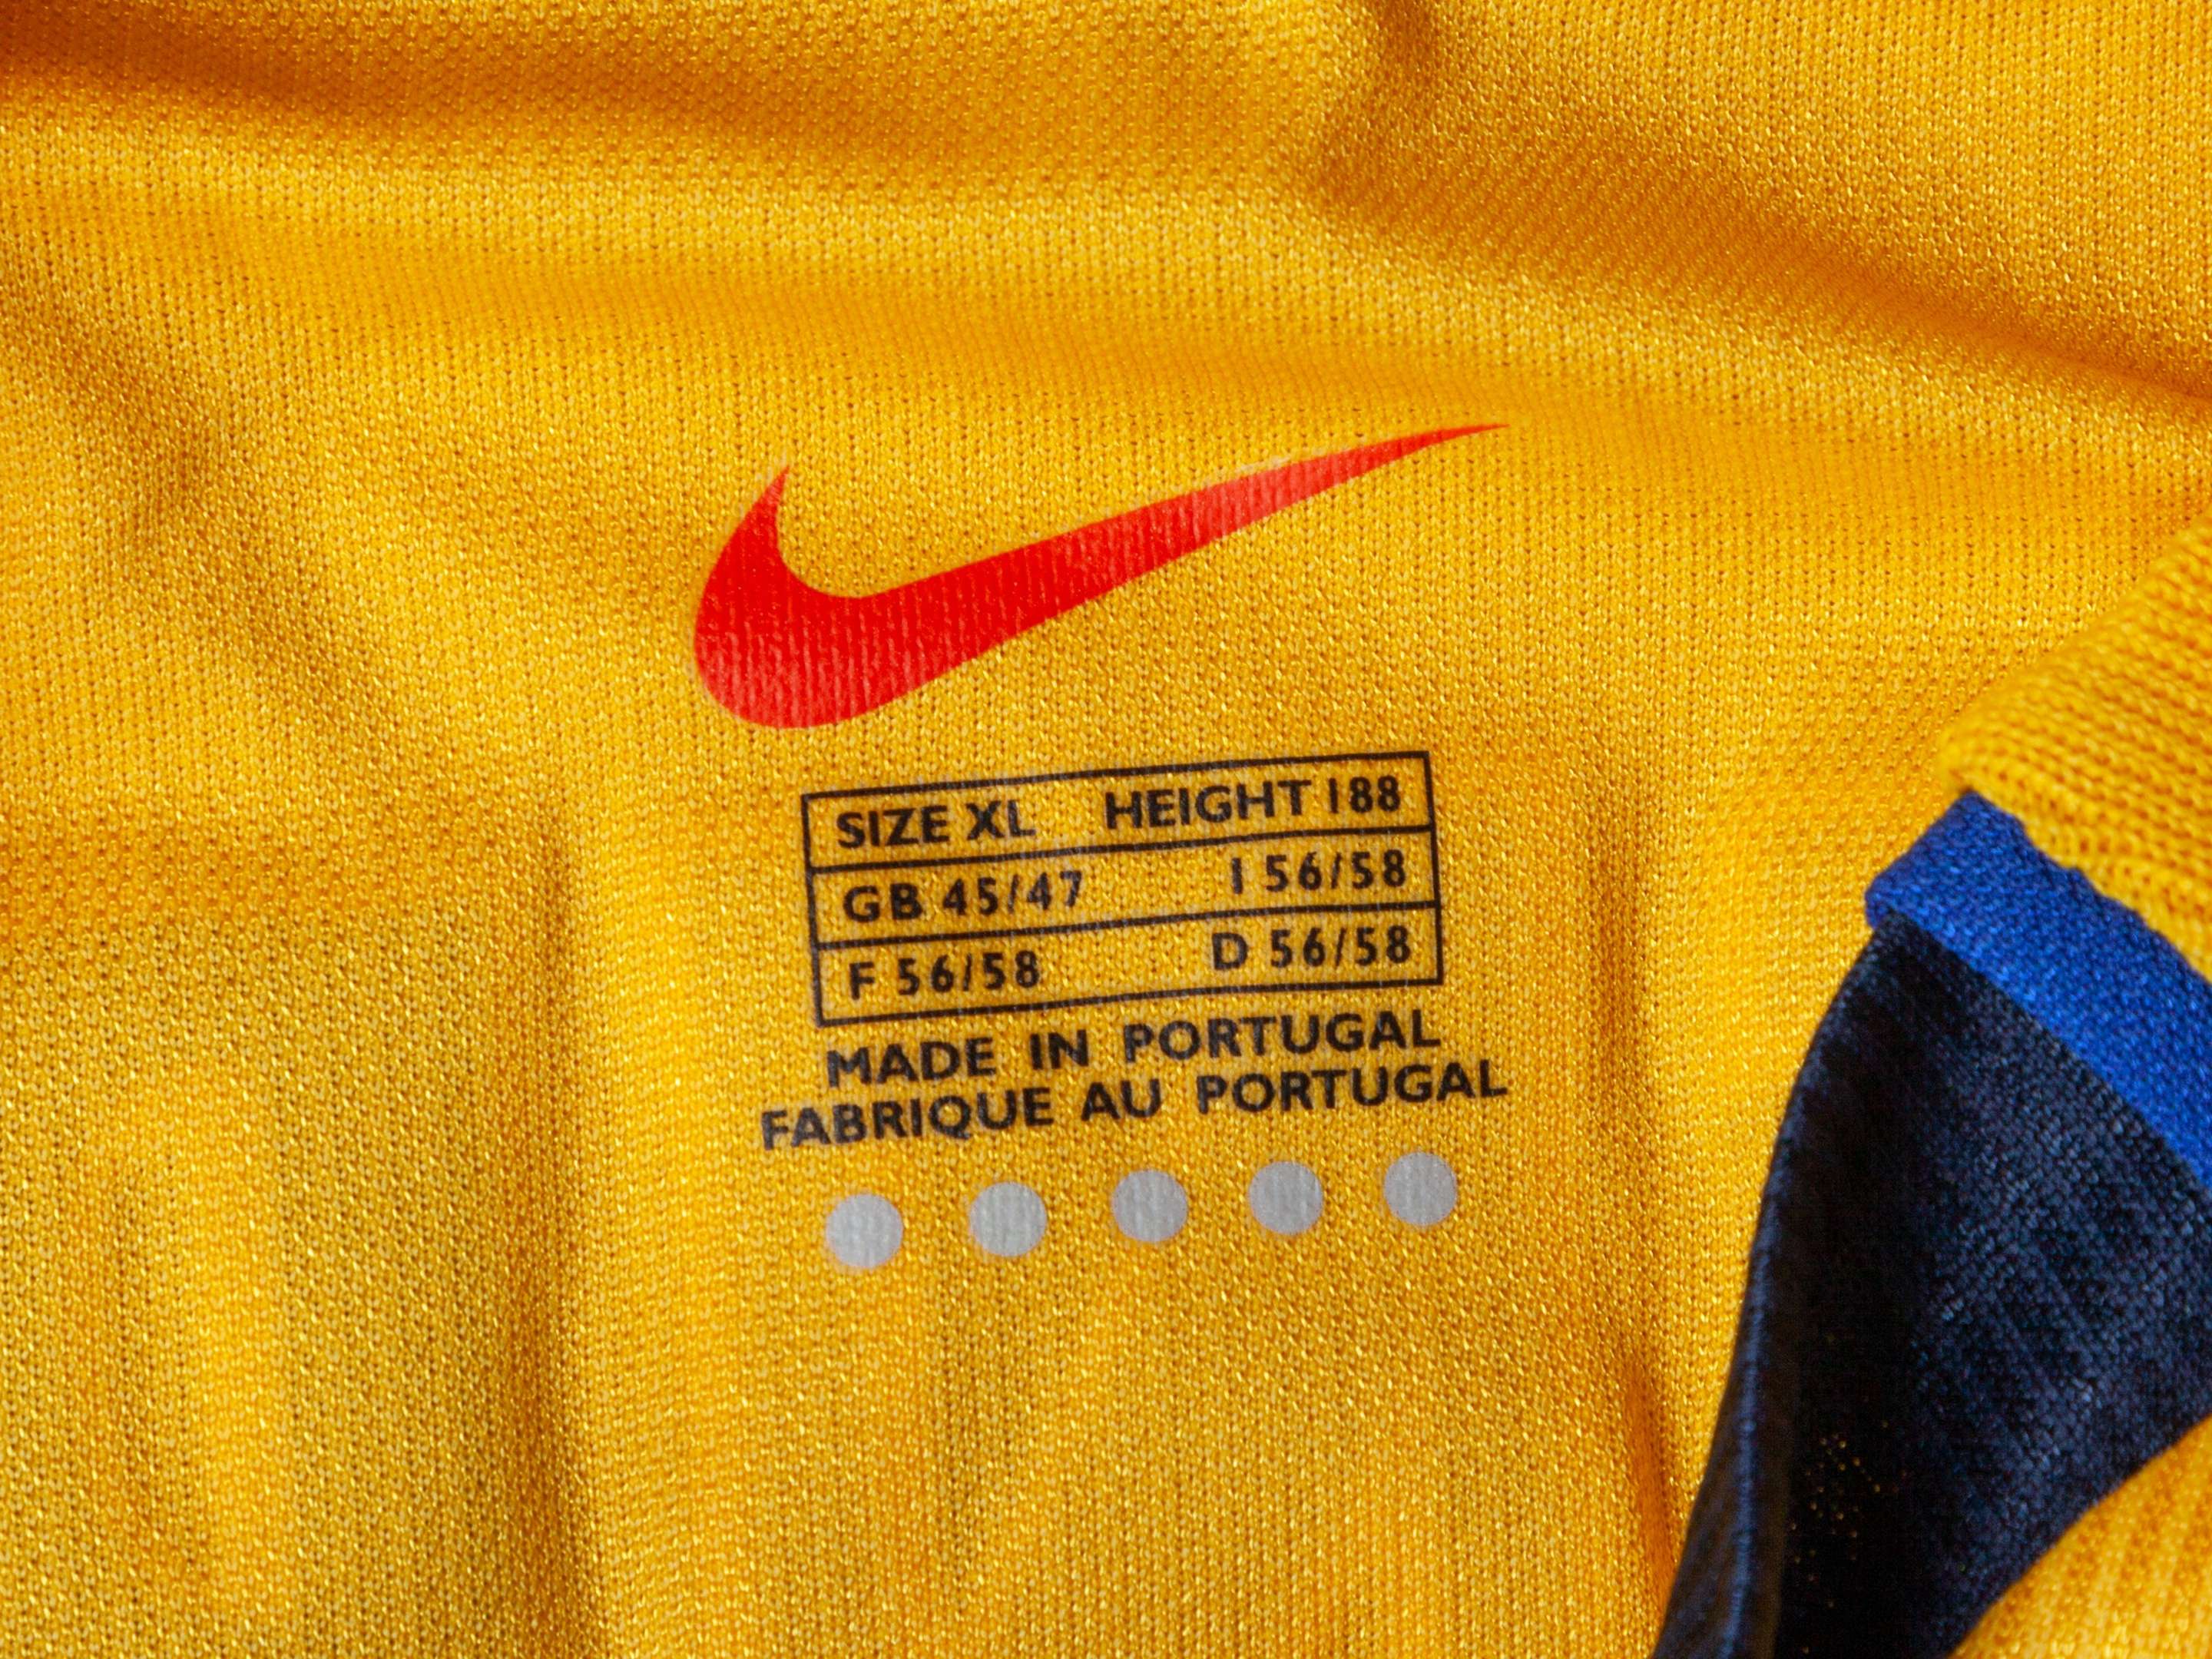 SIZE XL HEIGHT 188
GB 45/47 I 56/58
F 56/58 D 56/58
MADE IN PORTUGAL
FABRIQUE AU PORTUGAL